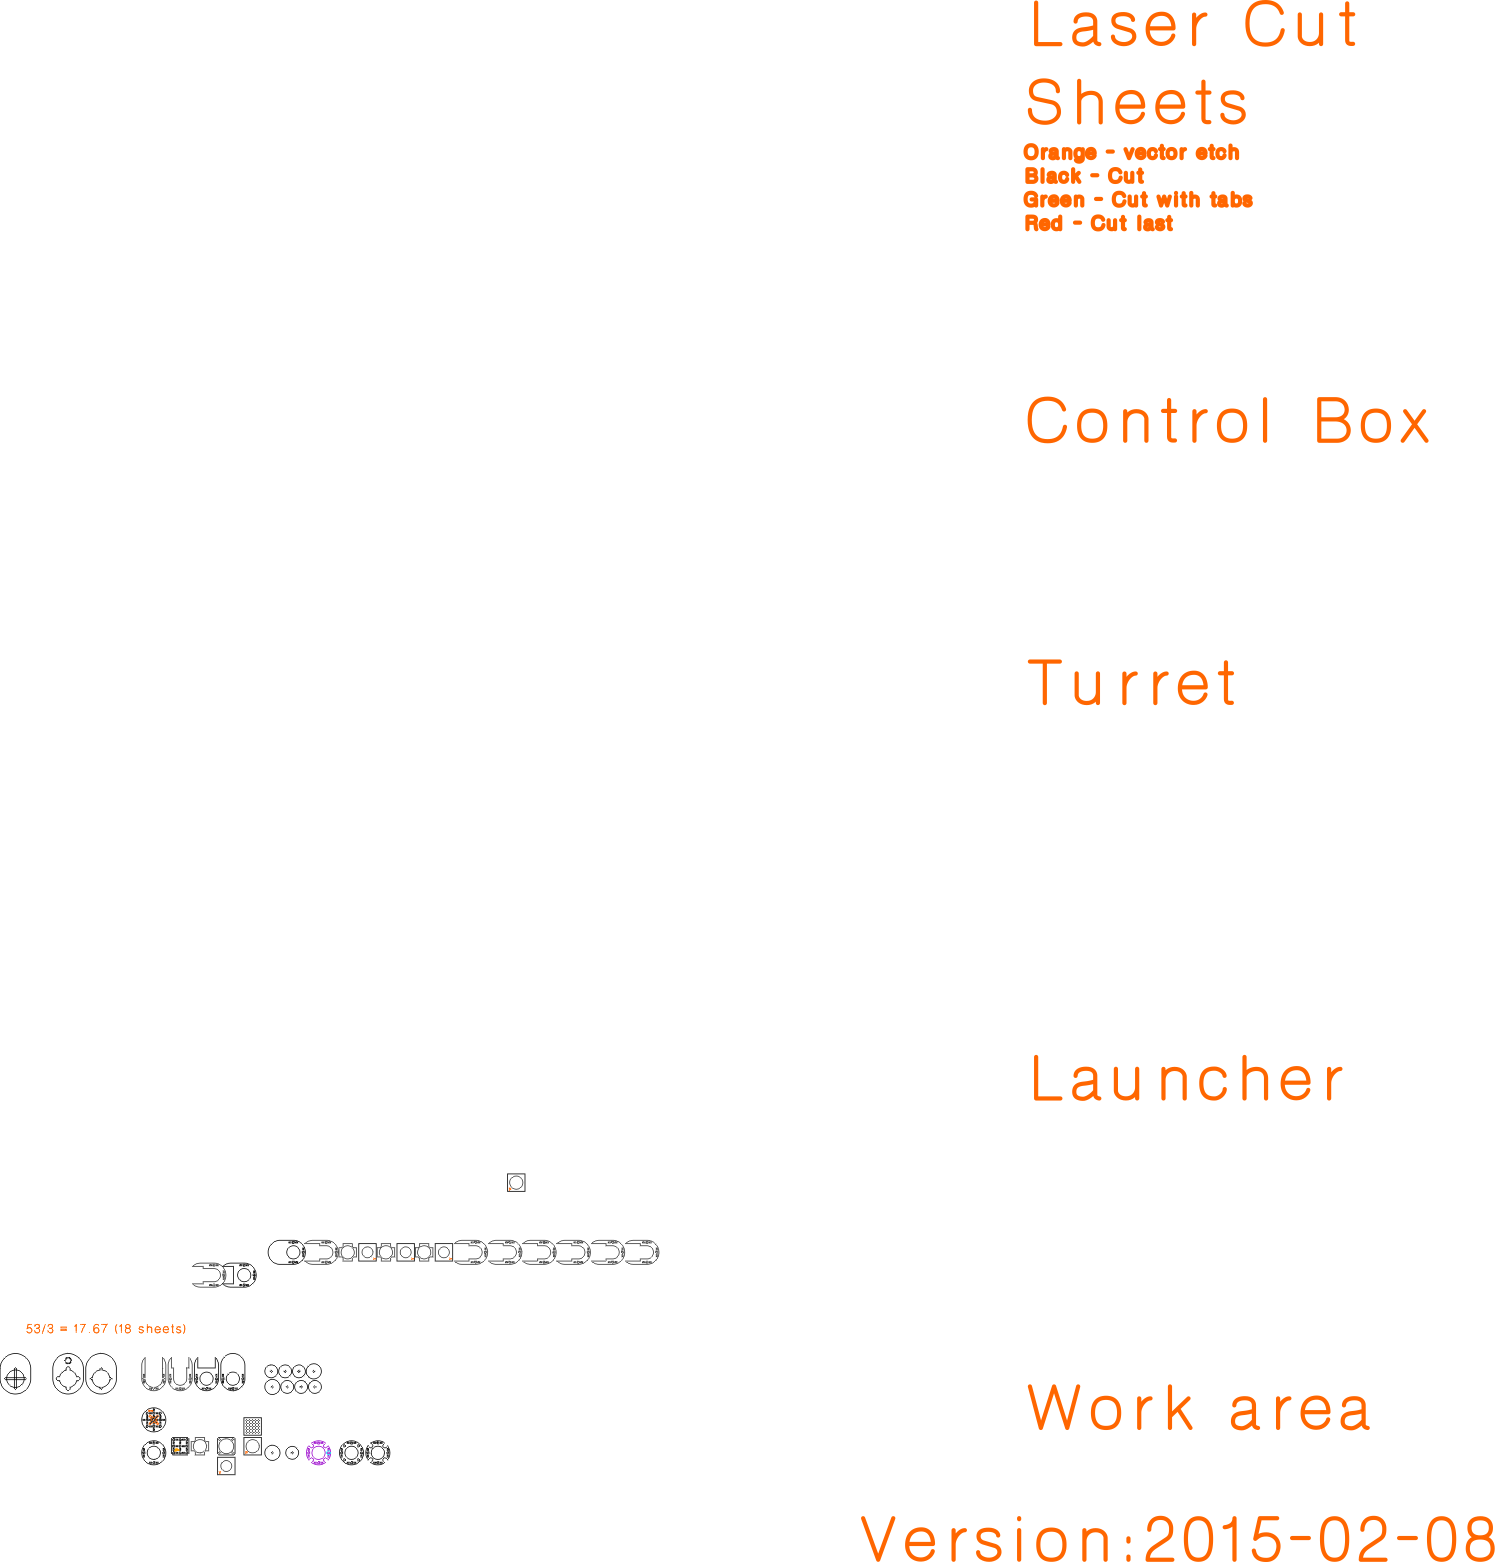 Laser Cut
Sheets
Orange - vector etch
Black - Cut
Green - Cut with tabs
Red - Cut last
Control Box
Turret
Launcher
53/3 = 17.67 (18 sheets)
Work area
Version:2015-02-08